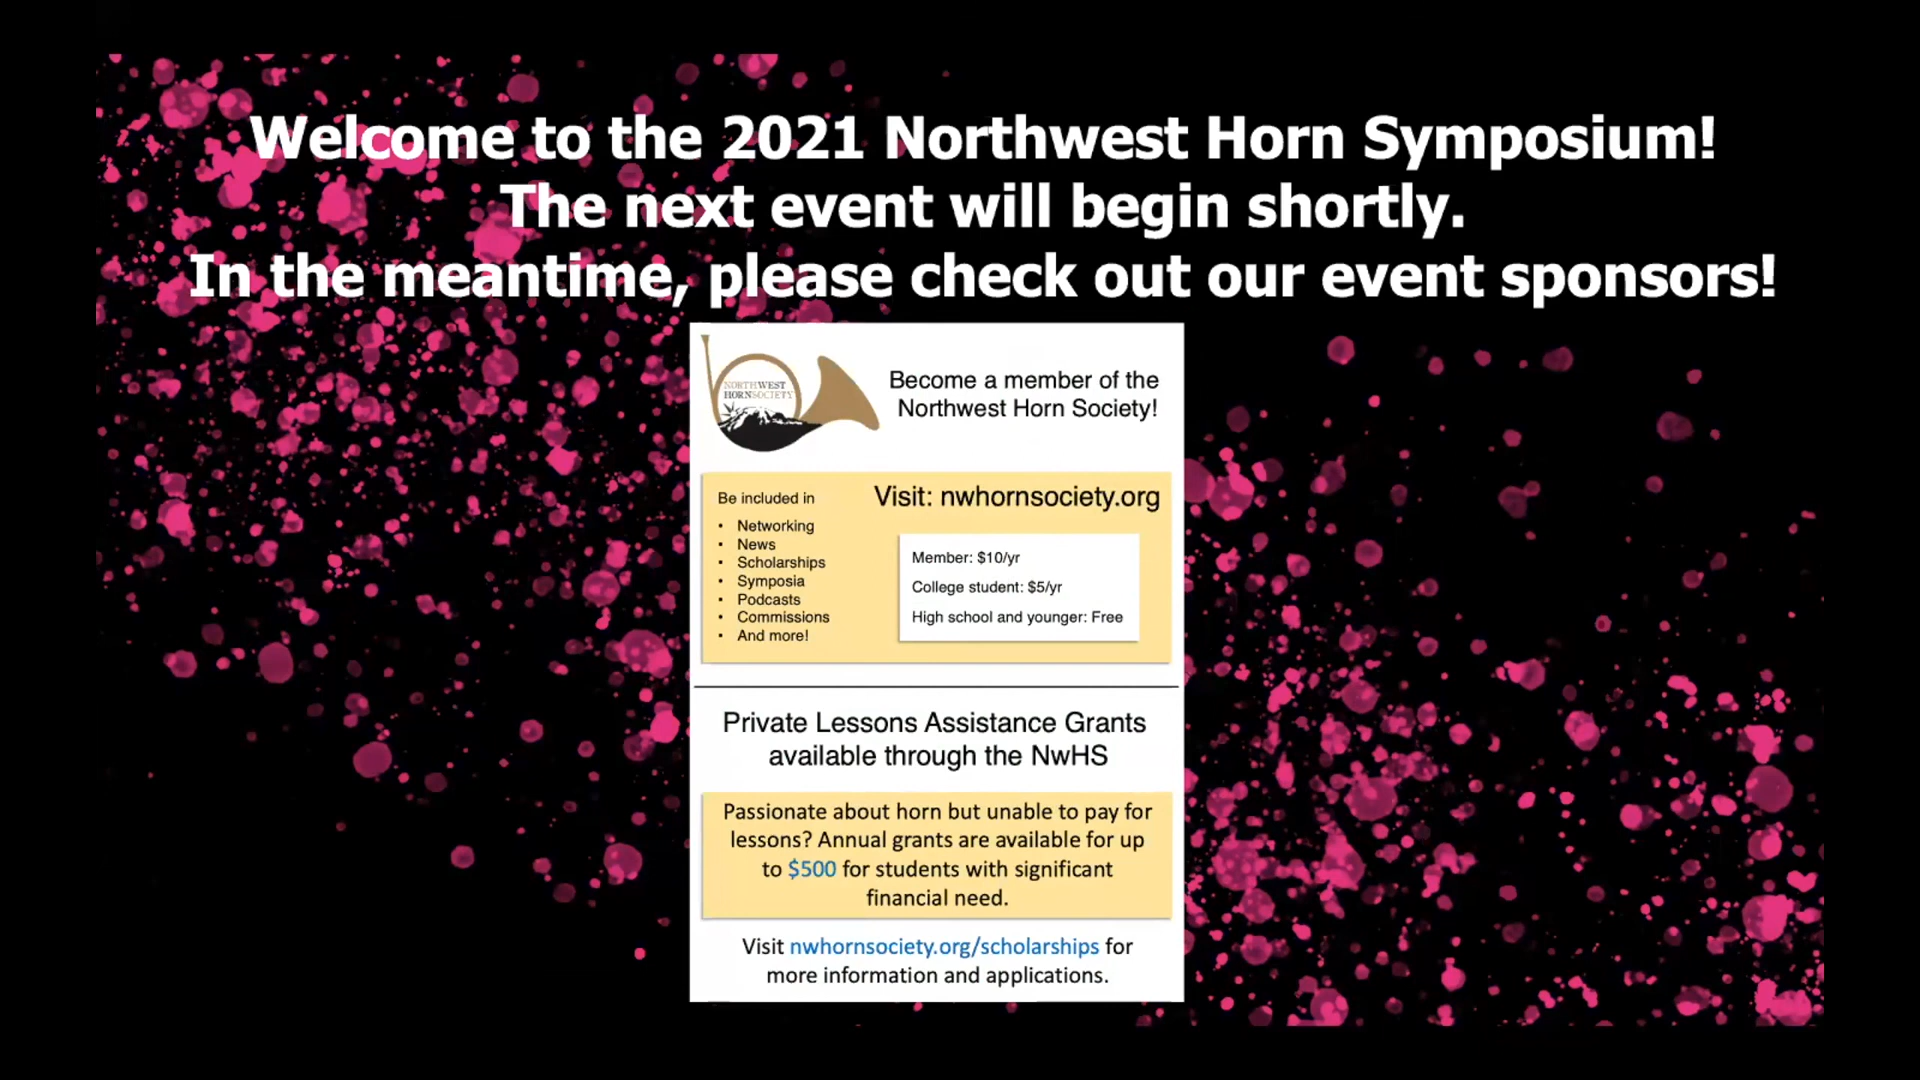 Welcome to the 2021 Northwest Horn Symposium!
The next event will begin shortly.
In the meantime, please check out our event sponsors!
NORTHWEST
HORNSOCIETY
Become a member of the
Northwest Horn Society!
Be included in
• Networking
• News
• Scholarships
• Symposia
• Podcasts
• Commissions
• And more!
Visit: nwhornsociety.org
Member: $10/yr
College student: $5/yr
High school and younger: Free
Private Lessons Assistance Grants
available through the NwHS
Passionate about horn but unable to pay for
lessons? Annual grants are available for up
to $500 for students with significant
financial need.
Visit nwhornsociety.org/scholarships for
more information and applications.